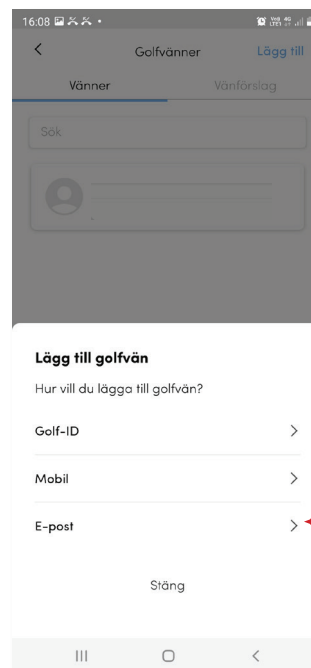 16:08
Golfvänner
Lägg till
Vänner
Vänförslag
Sök
Lägg till golfvän
Hur vill du lägga till golfvän?
Golf-ID
Mobil
E-post
Stäng